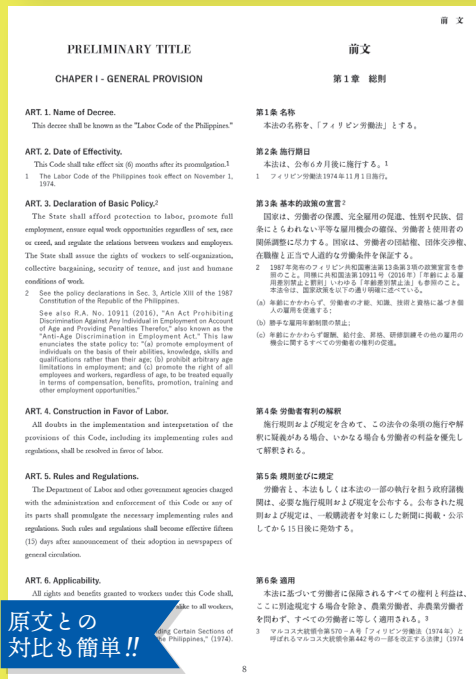 前 文
PRELIMINARY TITLE
CHAPER I - GENERAL PROVISION
ART. 1. Name of Decree.
This decree shall be known as the "Labor Code of the Philippines."
ART. 2. Date of Effectivity.
This Code shall take effect six (6) months after its promulgation.1
1 The Labor Code of the Philippines took effect on November 1,
1974.
ART. 3. Declaration of Basic Policy.2
The State shall afford protection to labor, promote full
employment, ensure equal work opportunities regardless of sex, race
or creed, and regulate the relations between workers and employers.
The State shall assure the rights of workers to self-organization,
collective bargaining, security of tenure, and just and humane
conditions of work.
2 See the policy declarations in Sec. 3, Article XIII of the 1987
Constitution of the Republic of the Philippines.
See also R.A. No. 10911 (2016), "An Act Prohibiting
Discrimination Against Any Individual in Employment on Account
of Age and Providing Penalties Therefor," also known as the
"Anti-Age Discrimination in Employment Act." This law
enunciates the state policy to: "(a) promote employment of
individuals on the basis of their abilities, knowledge, skills and
qualifications rather than their age; (b) prohibit arbitrary age
limitations in employment; and (c) promote the right of all
employees and workers, regardless of age, to be treated equally
in terms of compensation, benefits, promotion, training and
other employment opportunities."
ART. 4. Construction in Favor of Labor.
All doubts in the implementation and interpretation of the
provisions of this Code, including its implementing rules and
regulations, shall be resolved in favor of labor.
ART. 5. Rules and Regulations.
The Department of Labor and other government agencies charged
with the administration and enforcement of this Code or any of
its parts shall promulgate the necessary implementing rules and
regulations. Such rules and regulations shall become effective fifteen
(15) days after announcement of their adoption in newspapers of
general circulation.
ART. 6. Applicability.
All rights and benefits granted to workers under this Code shall,
alike to all workers,
ding Certain Sections of
the Philippines," (1974).
前文
第1章 総則
第1条 名称
本法の名称を、「フィリピン労働法」とする。
第2条 施行期日
本法は、公布6カ月後に施行する。1
1 フィリピン労働法1974年11月1日施行。
第3条 基本的政策の宣言2
国家は、労働者の保護、完全雇用の促進、性別や民族、信
条にとらわれない平等な雇用機会の確保、労働者と使用者の
関係調整に尽力する。国家は、労働者の団結権、団体交渉権、
在職権と正当で人道的な労働条件を保証する。
2 1987年発布のフィリピン共和国憲法第13条第3項の政策宣言を参
照のこと。同様に共和国法第10911号（2016年）「年齢による雇
用差別禁止と罰則」いわゆる「年齢差別禁止法」も参照のこと。
本法令は、国家政策を以下の通り明確に述べている。
(a) 年齢にかかわらず、労働者の才能、知識、技術と資格に基づき個
人の雇用を促進する;
(b) 勝手な雇用年齢制限の禁止;
(c) 年齢にかかわらず報酬、給付金、昇格、研修訓練その他の雇用の
機会に関するすべての労働者の権利の促進。
第4条 労働者有利の解釈
施行規則および規定を含めて、この法令の条項の施行や解
釈に疑義がある場合、いかなる場合も労働者の利益を優先し
て解釈される。
第5条 規則並びに規定
労働省と、本法もしくは本法の一部の執行を担う政府諸機
関は、必要な施行規則および規定を公布する。公布された規
則および規定は、一般購読者を対象にした新聞に掲載・公示
してから15日後に発効する。
第6条 適用
本法に基づいて労働者に保障されるすべての権利と利益は、
ここに別途規定する場合を除き、農業労働者、非農業労働者
を問わず、すべての労働者に等しく適用される。3
3 マルコス大統領令第570－A号「フィリピン労働法（1974年）と
呼ばれるマルコス大統領令第442号の一部を改正する法律」（1974
原文との
対比も簡単!!
8